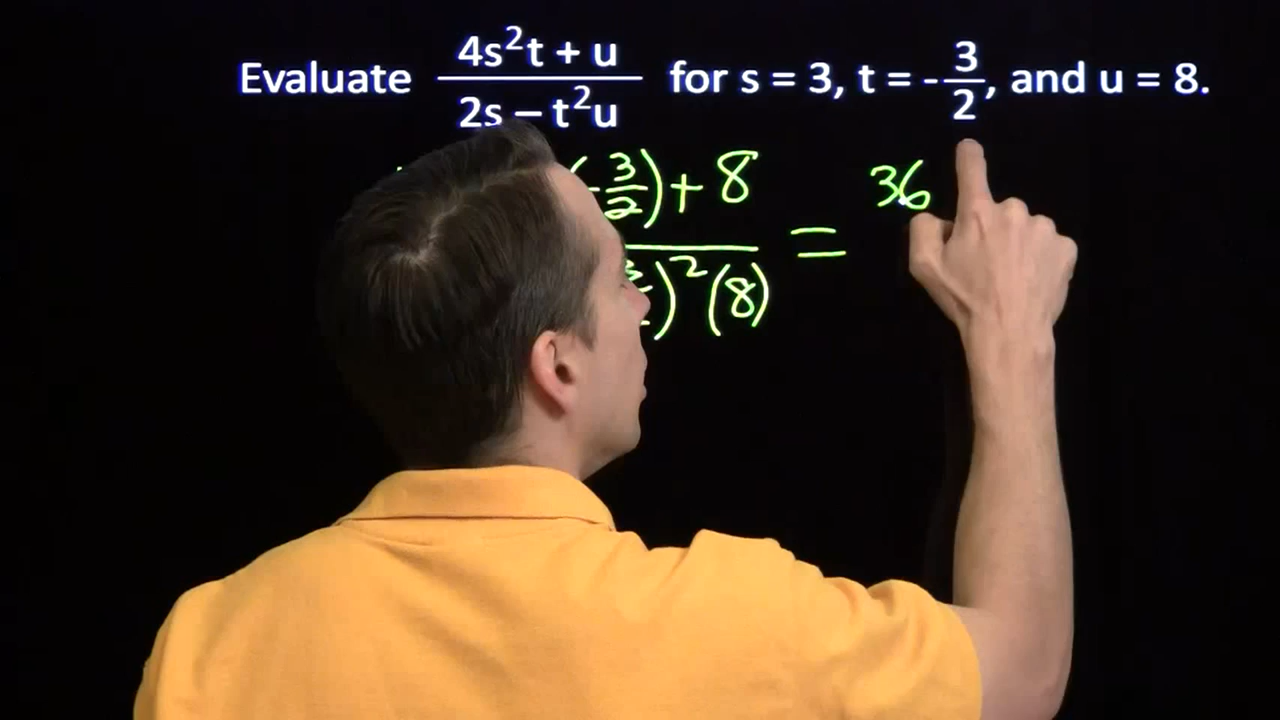 Evaluate (4s²t + u)/(2s – t²u) for s = 3, t = -3/2, and u = 8.
(-3/2) + 8 = 36
)² (8)